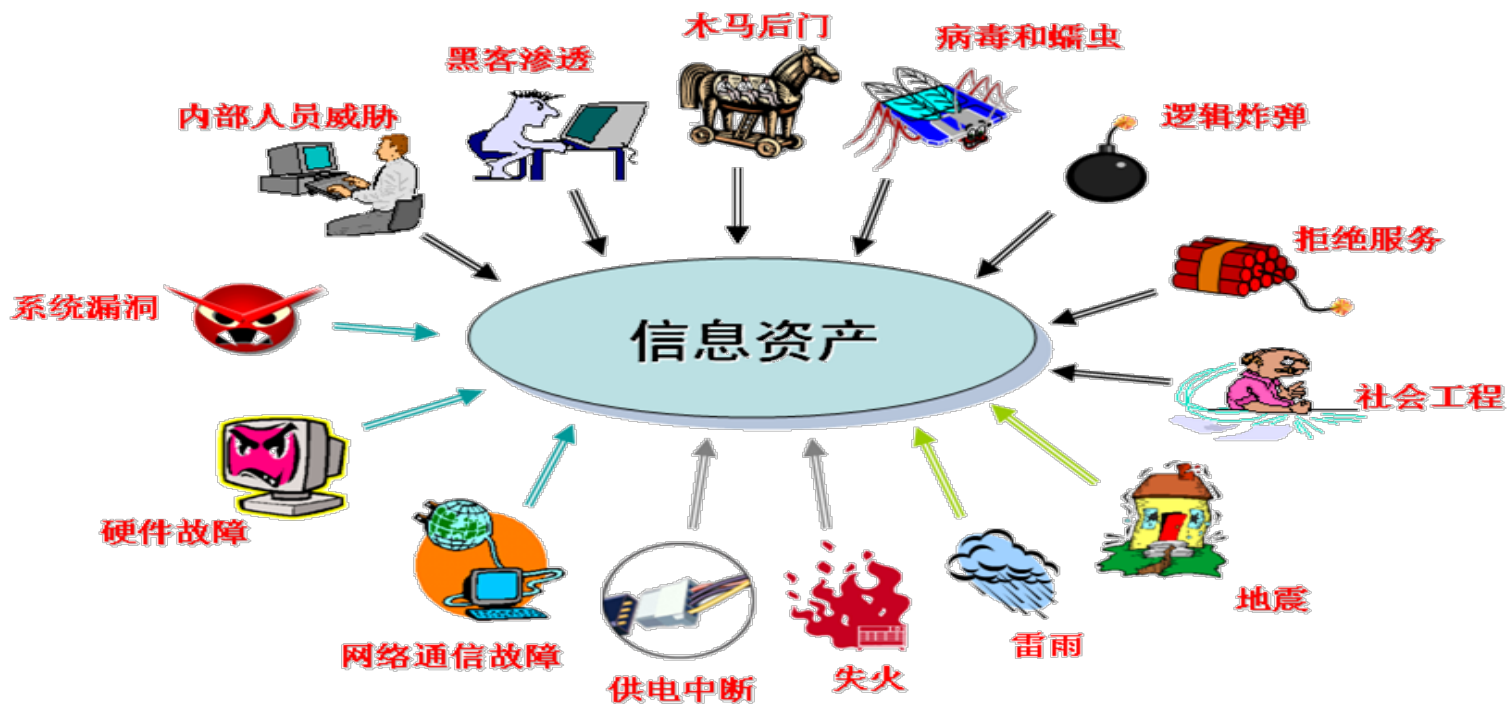 木马后门
病毒和蠕虫
黑客渗透
内部人员威胁
逻辑炸弹
拒绝服务
系统漏洞
信息资产
社会工程
硬件故障
地震
网络通信故障
雷雨
供电中断
失火